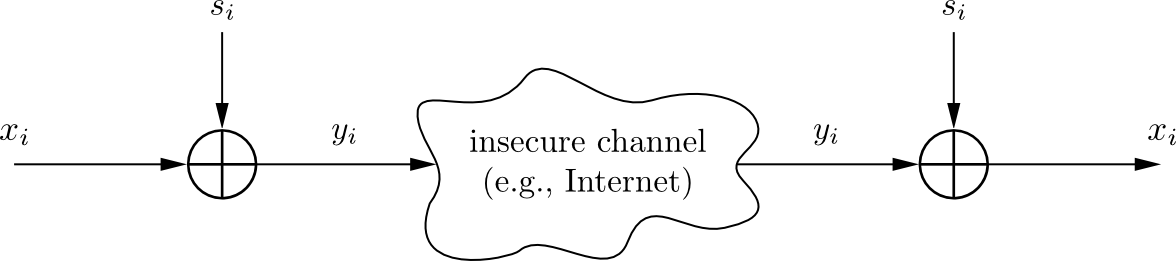 s_i s_i
x_i y_i insecure channel y_i x_i
(e.g., Internet)